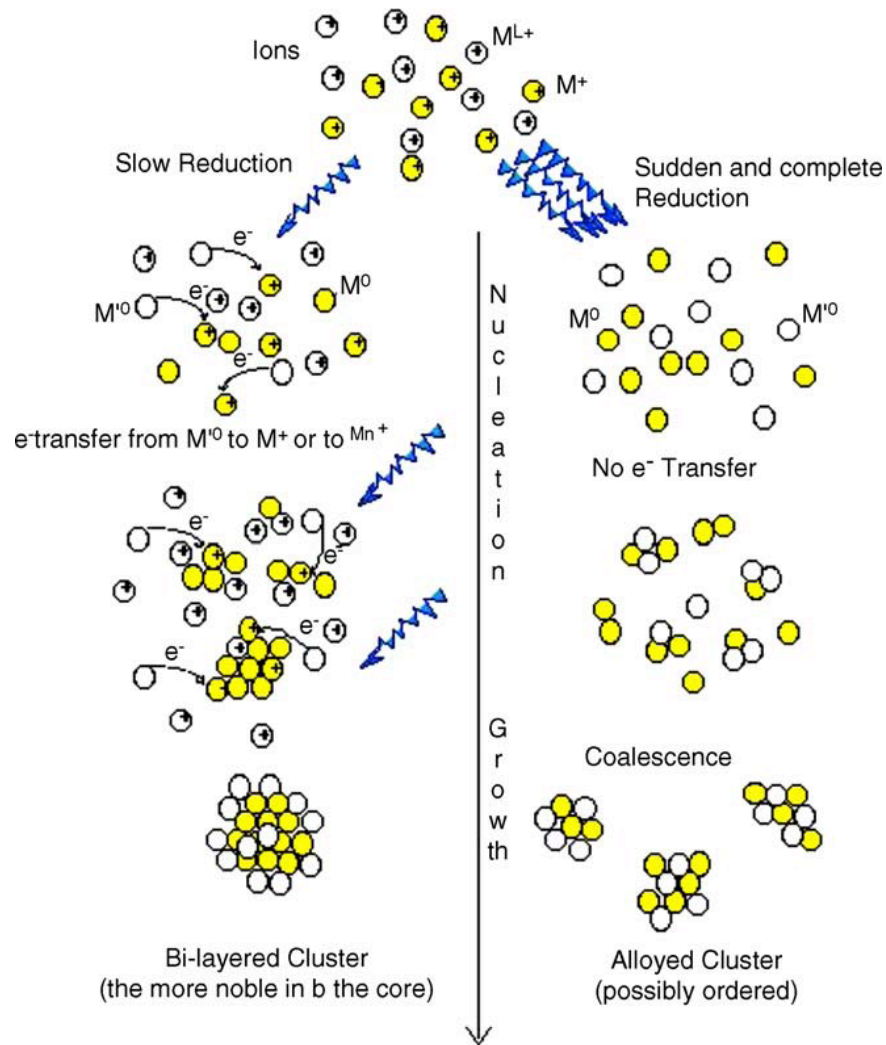 Ions
M^L+
M^+
Slow Reduction
Sudden and complete
Reduction
e^-
e^-
M'^0
M^0
e^-
e^-transfer from M'^0 to M^+ or to Mn^+
M^0
M'^0
No e^- Transfer
Nucleation
e^-
e^-
e^-
e^-
Growth
Coalescence
Bi-layered Cluster
(the more noble in b the core)
Alloyed Cluster
(possibly ordered)